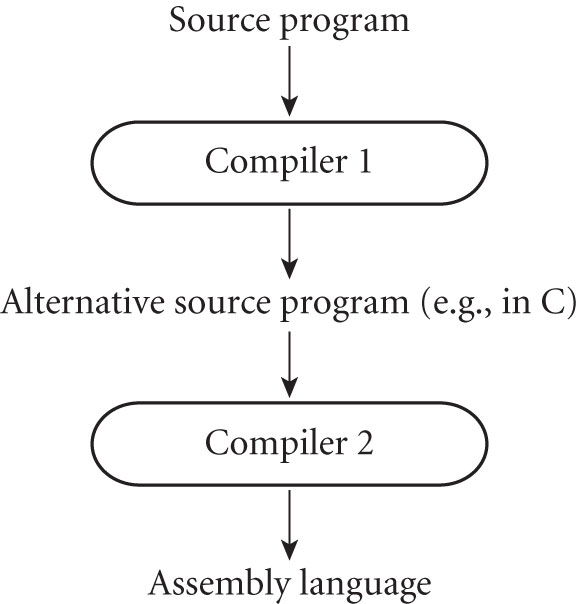 Source program
Compiler 1
Alternative source program (e.g., in C)
Compiler 2
Assembly language